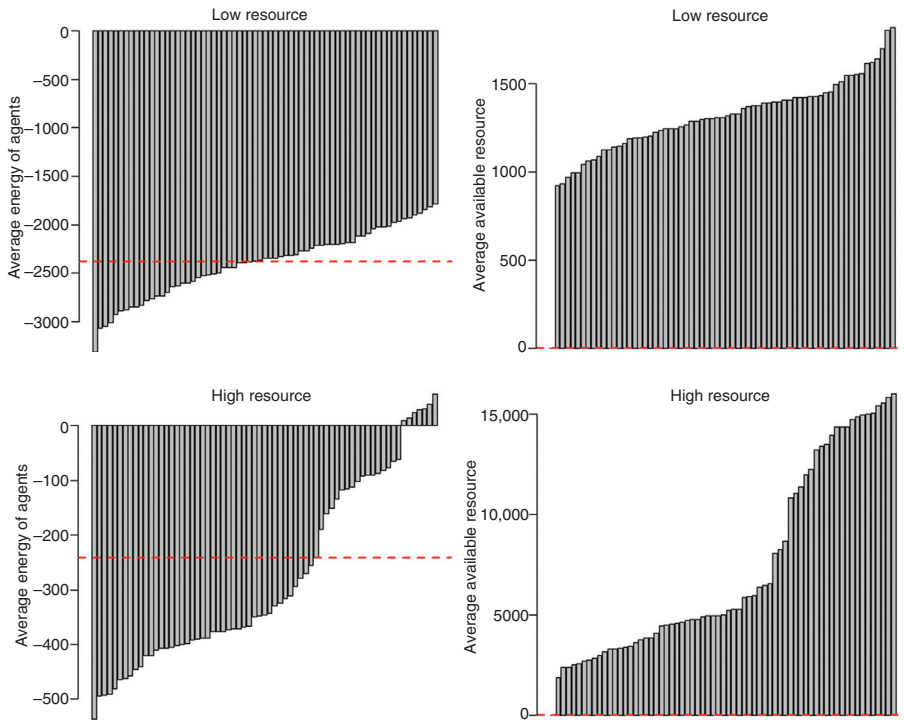 Low resource
0
–500
–1000
–1500
–2000
–2500
–3000
Average energy of agents
Low resource
1500
1000
500
0
Average available resource
High resource
0
–100
–200
–300
–400
–500
Average energy of agents
High resource
15,000
10,000
5000
0
Average available resource